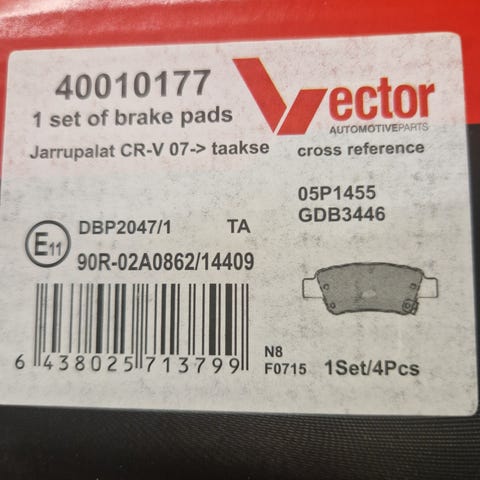 40010177
1 set of brake pads
Jarrupalat CR-V 07-> taakse
Vector
AUTOMOTIVEPARTS
cross reference
05P1455
GDB3446
E11
DBP2047/1 TA
90R-02A0862/14409
6 438025 713799
N8
F0715
1Set/4Pcs